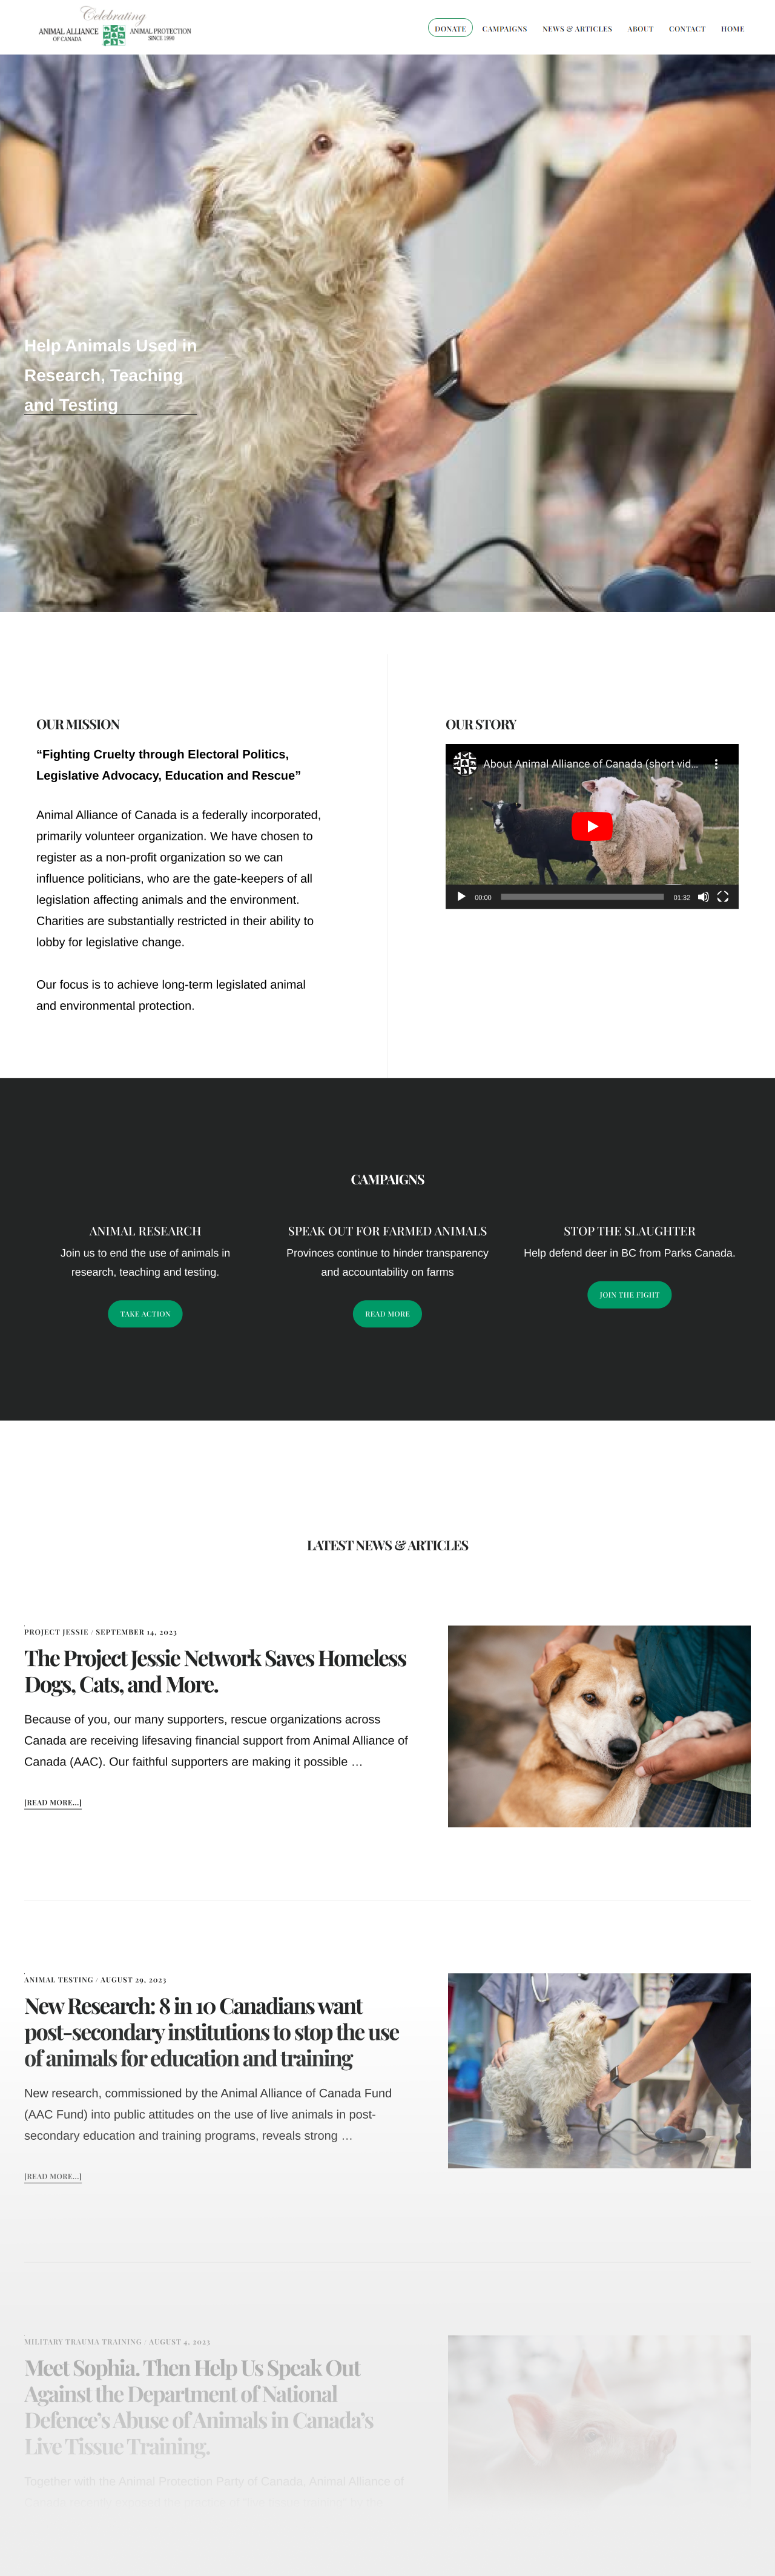 Celebrating
ANIMAL ALLIANCE
OF CANADA
ANIMAL PROTECTION
SINCE 1990
DONATE
CAMPAIGNS
NEWS & ARTICLES
ABOUT
CONTACT
HOME
Help Animals Used in
Research, Teaching
and Testing
OUR MISSION
“Fighting Cruelty through Electoral Politics,
Legislative Advocacy, Education and Rescue”
Animal Alliance of Canada is a federally incorporated,
primarily volunteer organization. We have chosen to
register as a non-profit organization so we can
influence politicians, who are the gate-keepers of all
legislation affecting animals and the environment.
Charities are substantially restricted in their ability to
lobby for legislative change.
Our focus is to achieve long-term legislated animal
and environmental protection.
OUR STORY
About Animal Alliance of Canada (short vid…
00:00
01:32
CAMPAIGNS
ANIMAL RESEARCH
Join us to end the use of animals in
research, teaching and testing.
TAKE ACTION
SPEAK OUT FOR FARMED ANIMALS
Provinces continue to hinder transparency
and accountability on farms
READ MORE
STOP THE SLAUGHTER
Help defend deer in BC from Parks Canada.
JOIN THE FIGHT
LATEST NEWS & ARTICLES
PROJECT JESSIE / SEPTEMBER 14, 2023
The Project Jessie Network Saves Homeless
Dogs, Cats, and More.
Because of you, our many supporters, rescue organizations across
Canada are receiving lifesaving financial support from Animal Alliance of
Canada (AAC). Our faithful supporters are making it possible …
[READ MORE...]
ANIMAL TESTING / AUGUST 29, 2023
New Research: 8 in 10 Canadians want
post-secondary institutions to stop the use
of animals for education and training
New research, commissioned by the Animal Alliance of Canada Fund
(AAC Fund) into public attitudes on the use of live animals in post-
secondary education and training programs, reveals strong …
[READ MORE...]
MILITARY TRAUMA TRAINING / AUGUST 4, 2023
Meet Sophia. Then Help Us Speak Out
Against the Department of National
Defence’s Abuse of Animals in Canada’s
Live Tissue Training.
Together with the Animal Protection Party of Canada, Animal Alliance of